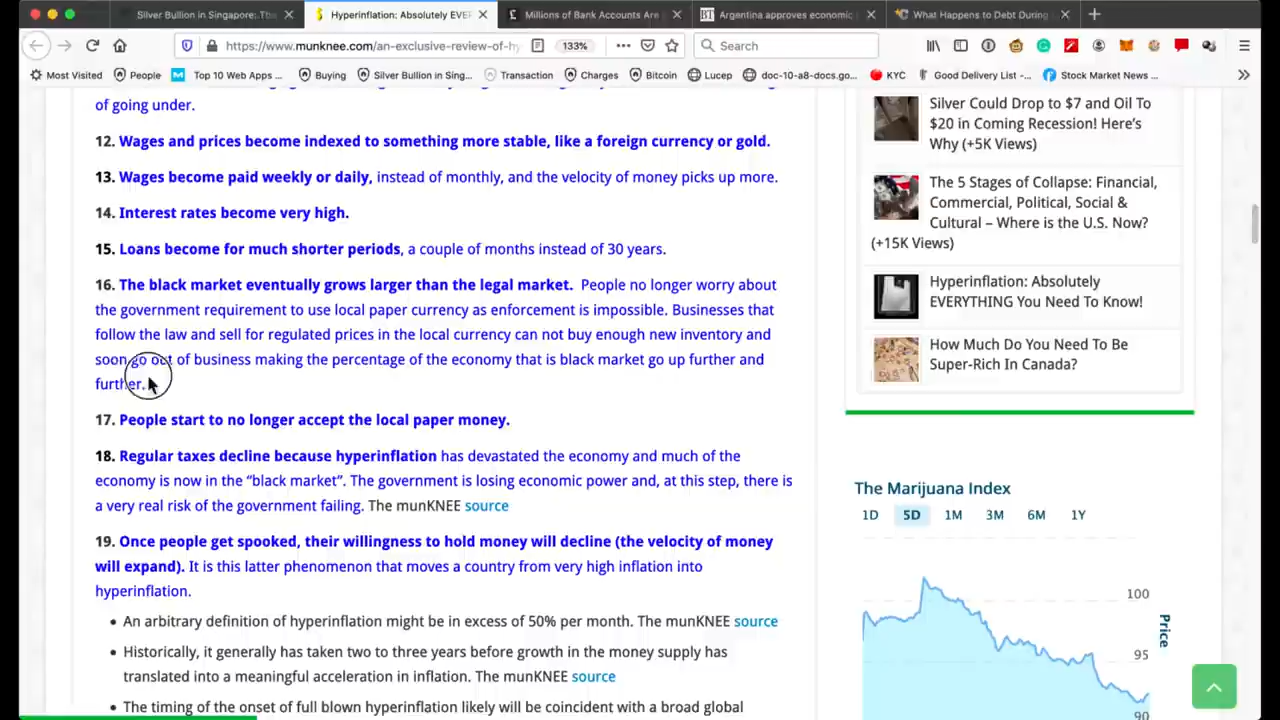 Silver Bullion in Singapore: Th
Hyperinflation: Absolutely EVE
Millions of Bank Accounts Are
Argentina approves economic
What Happens to Debt During
https://www.munknee.com/an-exclusive-review-of-hy
133%
Search
Most Visited
People
Top 10 Web Apps ...
Buying
Silver Bullion in Sing...
Transaction
Charges
Bitcoin
Lucep
doc-10-a8-docs.go...
KYC
Good Delivery List -...
Stock Market News ...
of going under.
12. Wages and prices become indexed to something more stable, like a foreign currency or gold.
13. Wages become paid weekly or daily, instead of monthly, and the velocity of money picks up more.
14. Interest rates become very high.
15. Loans become for much shorter periods, a couple of months instead of 30 years.
16. The black market eventually grows larger than the legal market. People no longer worry about
the government requirement to use local paper currency as enforcement is impossible. Businesses that
follow the law and sell for regulated prices in the local currency can not buy enough new inventory and
soon go out of business making the percentage of the economy that is black market go up further and
further.
17. People start to no longer accept the local paper money.
18. Regular taxes decline because hyperinflation has devastated the economy and much of the
economy is now in the “black market”. The government is losing economic power and, at this step, there is
a very real risk of the government failing. The munKNEE source
19. Once people get spooked, their willingness to hold money will decline (the velocity of money
will expand). It is this latter phenomenon that moves a country from very high inflation into
hyperinflation.
• An arbitrary definition of hyperinflation might be in excess of 50% per month. The munKNEE source
• Historically, it generally has taken two to three years before growth in the money supply has
translated into a meaningful acceleration in inflation. The munKNEE source
• The timing of the onset of full blown hyperinflation likely will be coincident with a broad global
Silver Could Drop to $7 and Oil To
$20 in Coming Recession! Here’s
Why (+5K Views)
The 5 Stages of Collapse: Financial,
Commercial, Political, Social &
Cultural – Where is the U.S. Now?
(+15K Views)
Hyperinflation: Absolutely
EVERYTHING You Need To Know!
How Much Do You Need To Be
Super-Rich In Canada?
The Marijuana Index
1D 5D 1M 3M 6M 1Y
100
95
90
Price